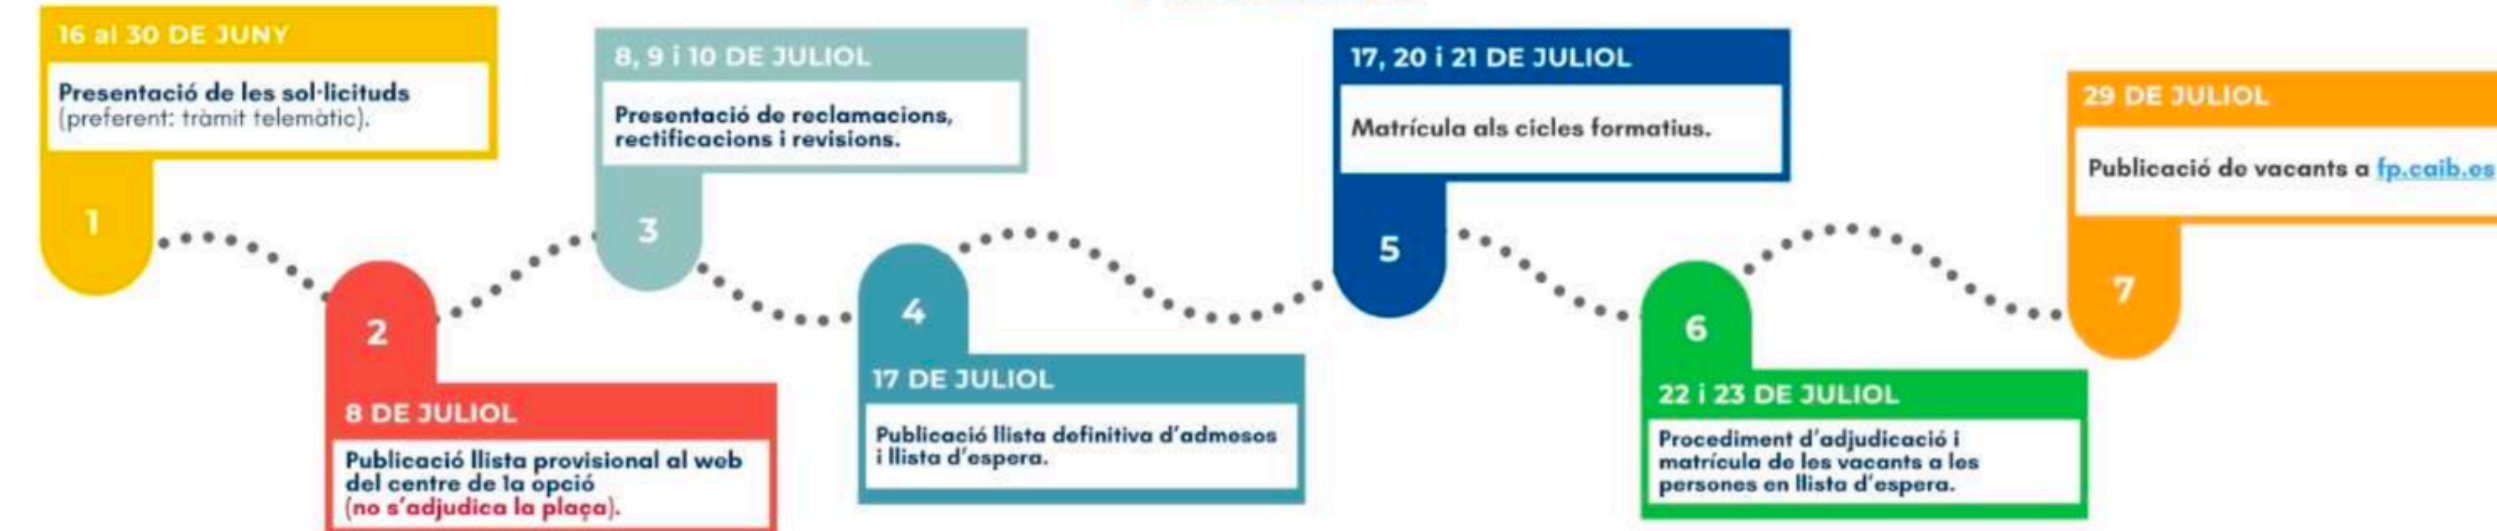 16 al 30 DE JUNY
Presentació de les sol·licituds
(preferent: tràmit telemàtic).
1
2
8 DE JULIOL
Publicació llista provisional al web
del centre de 1a opció
(no s'adjudica la plaça).
8, 9 i 10 DE JULIOL
Presentació de reclamacions,
rectificacions i revisions.
3
4
17 DE JULIOL
Publicació llista definitiva d'admesos
i llista d'espera.
17, 20 i 21 DE JULIOL
Matrícula als cicles formatius.
5
6
22 i 23 DE JULIOL
Procediment d'adjudicació i
matrícula de les vacants a les
persones en llista d'espera.
29 DE JULIOL
Publicació de vacants a fp.caib.es
7